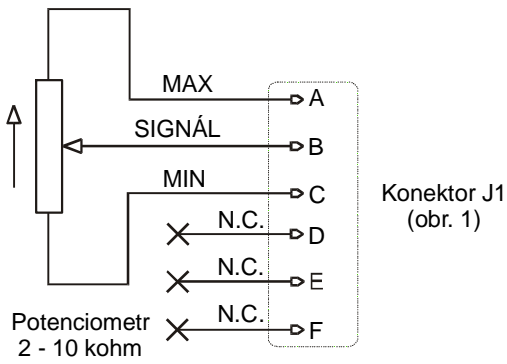 MAX
A
SIGNÁL
B
MIN
C
N.C.
D
N.C.
E
N.C.
F
Konektor J1
(obr. 1)
Potenciometr
2 - 10 kohm